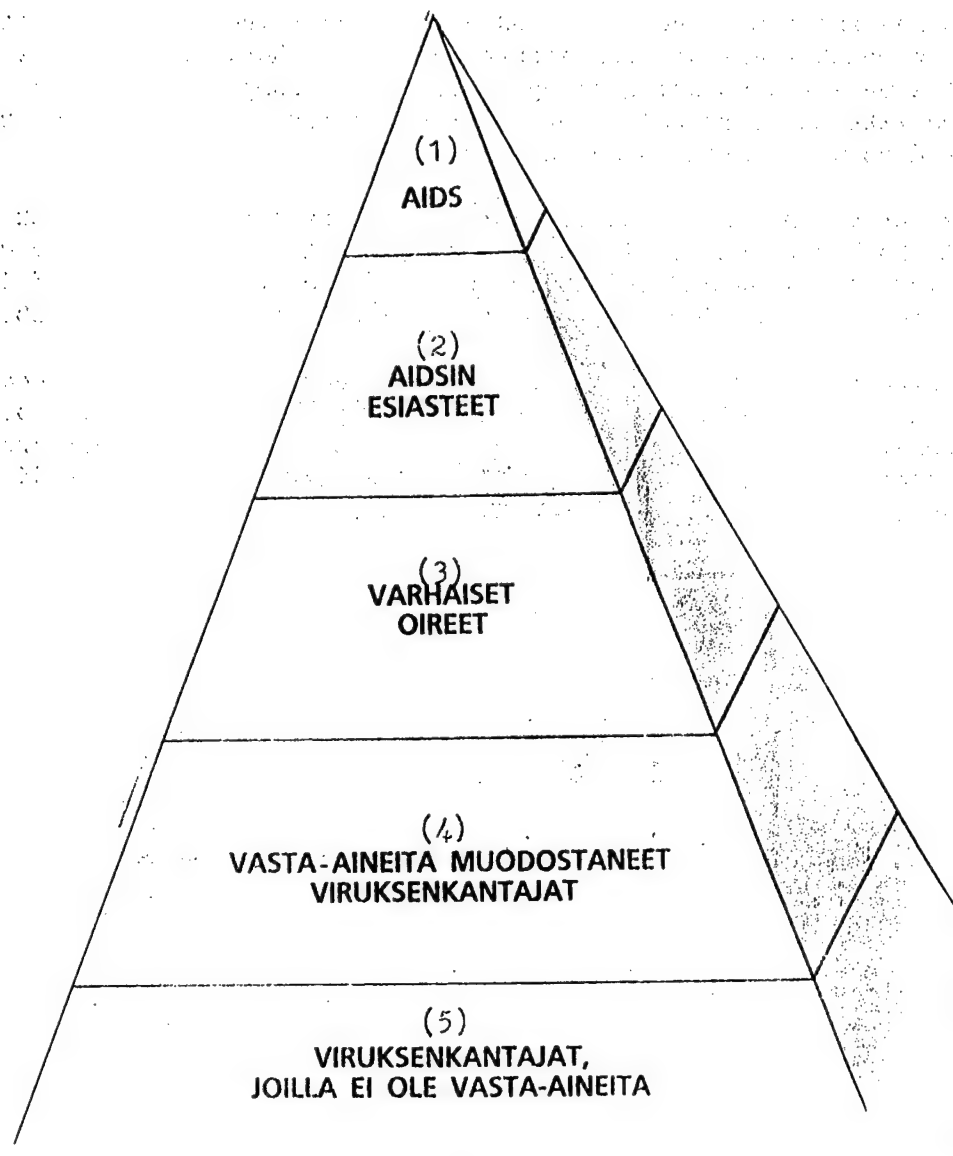 (1)
AIDS
(2)
AIDSIN
ESIASTEET
(3)
VARHAISET
OIREET
(4)
VASTA-AINEITA MUODOSTANEET
VIRUKSENKANTAJAT
(5)
VIRUKSENKANTAJAT,
JOILLA EI OLE VASTA-AINEITA